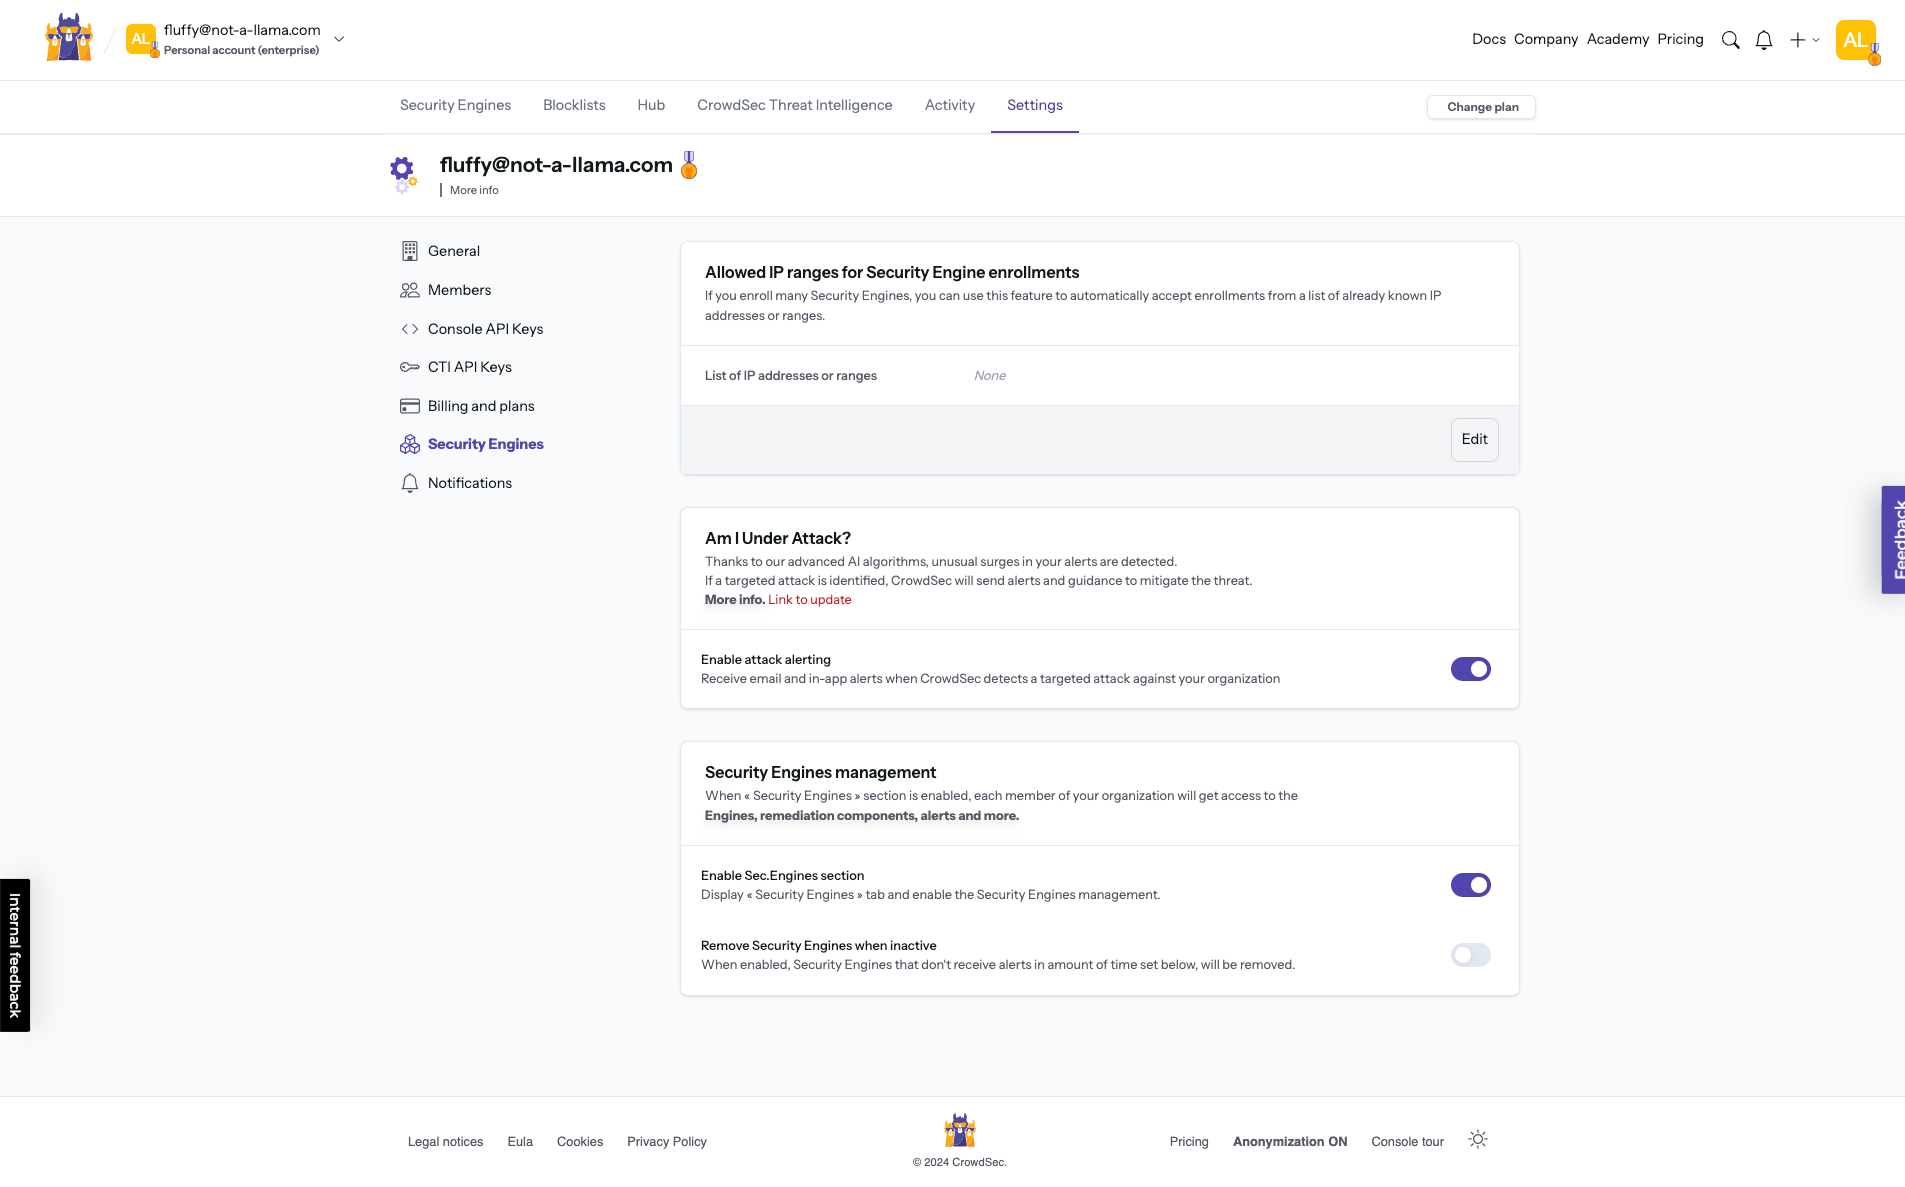 AL
fluffy@not-a-llama.com
Personal account (enterprise)
Docs Company Academy Pricing
AL
Security Engines Blocklists Hub CrowdSec Threat Intelligence Activity Settings
Change plan
fluffy@not-a-llama.com
More info
General
Members
Console API Keys
CTI API Keys
Billing and plans
Security Engines
Notifications
Allowed IP ranges for Security Engine enrollments
If you enroll many Security Engines, you can use this feature to automatically accept enrollments from a list of already known IP
addresses or ranges.
List of IP addresses or ranges None
Edit
Am I Under Attack?
Thanks to our advanced AI algorithms, unusual surges in your alerts are detected.
If a targeted attack is identified, CrowdSec will send alerts and guidance to mitigate the threat.
More info. Link to update
Enable attack alerting
Receive email and in-app alerts when CrowdSec detects a targeted attack against your organization
Security Engines management
When « Security Engines » section is enabled, each member of your organization will get access to the
Engines, remediation components, alerts and more.
Enable Sec.Engines section
Display « Security Engines » tab and enable the Security Engines management.
Remove Security Engines when inactive
When enabled, Security Engines that don't receive alerts in amount of time set below, will be removed.
Feedback
Internal feedback
Legal notices Eula Cookies Privacy Policy
© 2024 CrowdSec.
Pricing Anonymization ON Console tour